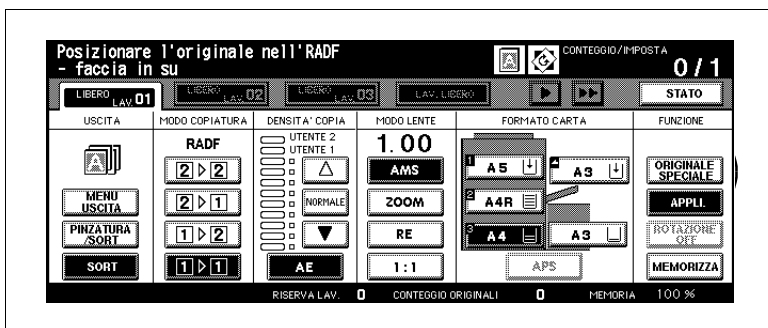 Posizionare l'originale nell'RADF
- faccia in su
CONTEGGIO/IMPOSTA
0/1
LIBERO LAV. 01
LIBERO LAV. 02
LIBERO LAV. 03
LAV. LIBERO
STATO
USCITA
MODO COPIATURA
DENSITA' COPIA
MODO LENTE
FORMATO CARTA
FUNZIONE
MENU USCITA
PINZATURA /SORT
SORT
RADF
2 ▷ 2
2 ▷ 1
1 ▷ 2
1 ▷ 1
UTENTE 2
UTENTE 1
NORMALE
AE
1.00
AMS
ZOOM
RE
1:1
1 A5
A3
2 A4R
3 A4
A3
APS
ORIGINALE SPECIALE
APPLI.
ROTAZIONE OFF
MEMORIZZA
RISERVA LAV. 0 CONTEGGIO ORIGINALI 0 MEMORIA 100 %